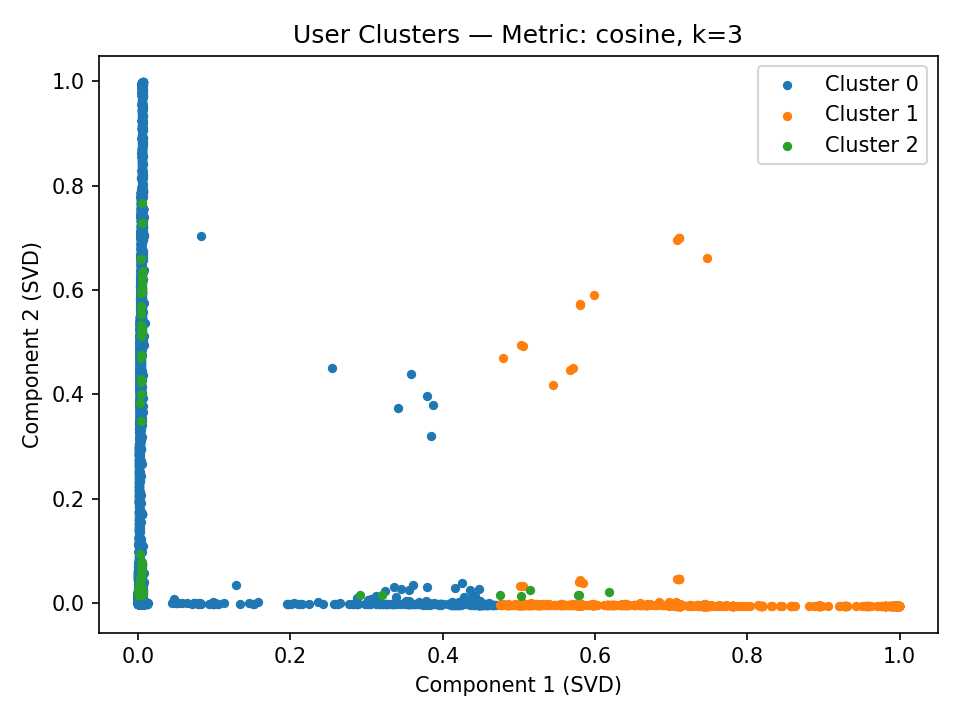 User Clusters — Metric: cosine, k=3
Cluster 0
Cluster 1
Cluster 2
Component 2 (SVD)
1.0
0.8
0.6
0.4
0.2
0.0
0.0 0.2 0.4 0.6 0.8 1.0
Component 1 (SVD)